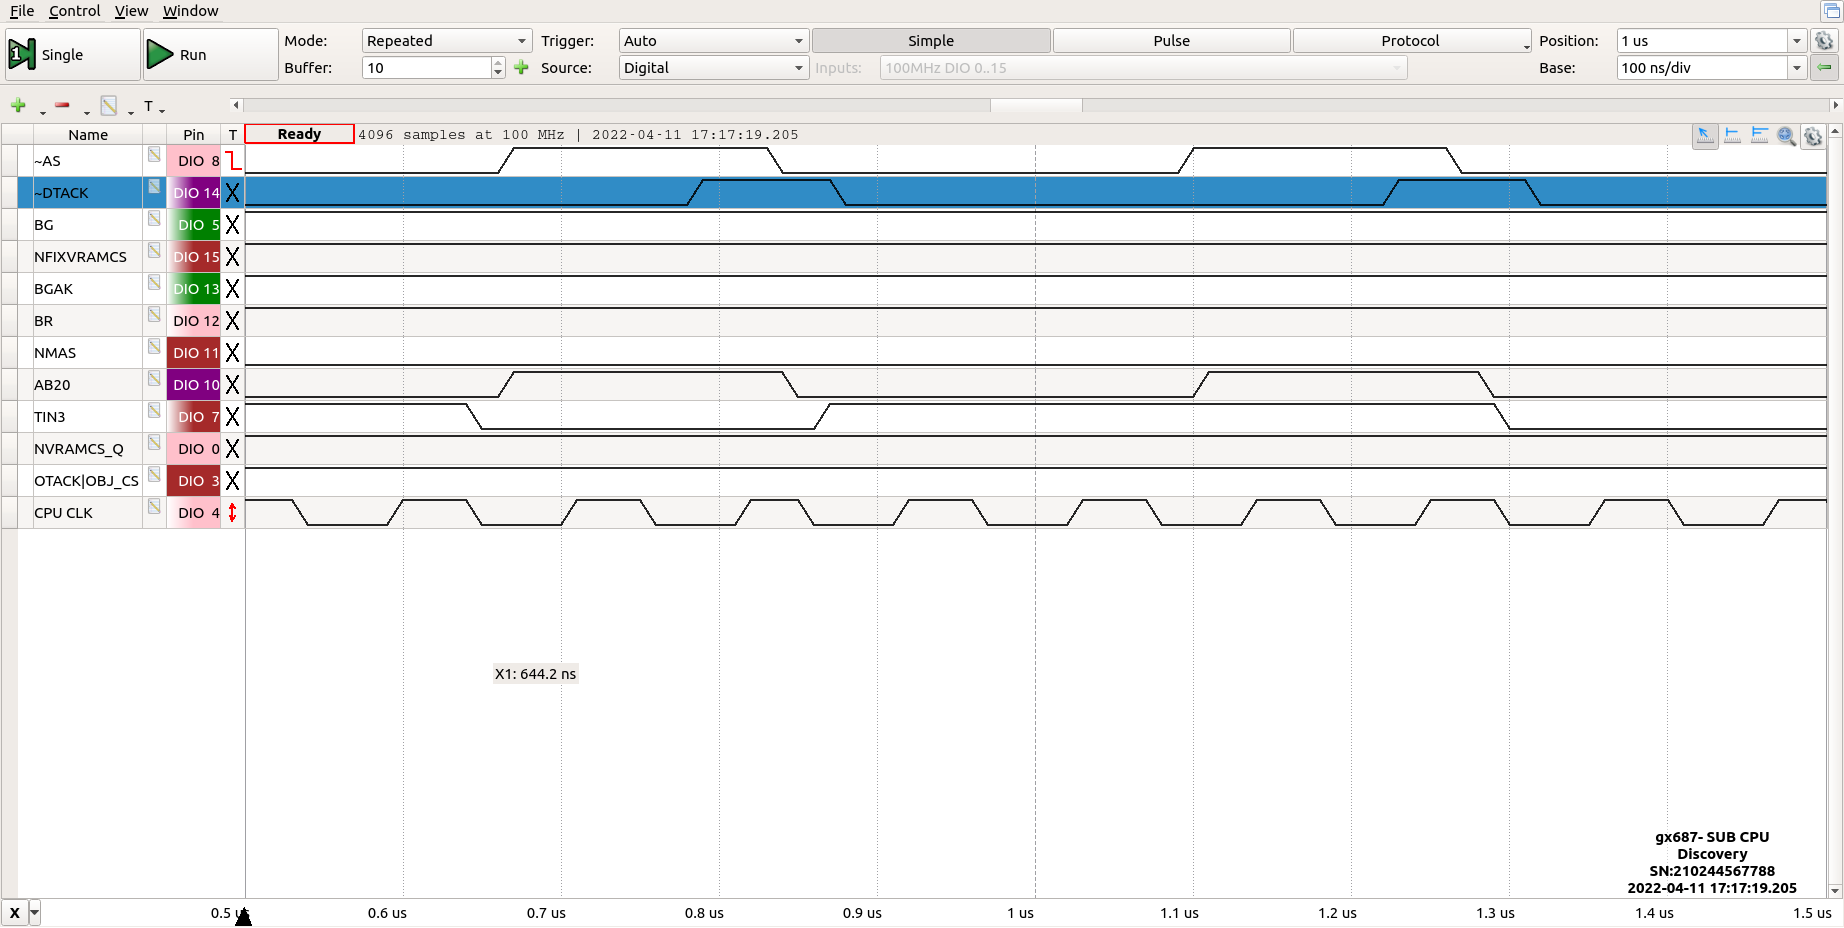 File Control View Window
Single Run Mode: Repeated Trigger: Auto Simple Pulse Protocol Position: 1 us
Buffer: 10 Source: Digital Inputs: 100MHz DIO 0..15 Base: 100 ns/div
T
Name Pin T Ready 4096 samples at 100 MHz | 2022-04-11 17:17:19.205
~AS DIO 8
~DTACK DIO 14 X
BG DIO 5 X
NFIXVRAMCS DIO 15 X
BGAK DIO 13 X
BR DIO 12 X
NMAS DIO 11 X
AB20 DIO 10 X
TIN3 DIO 7 X
NVRAMCS_Q DIO 0 X
OTACK|OBJ_CS DIO 3 X
CPU CLK DIO 4
X1: 644.2 ns
gx687- SUB CPU
Discovery
SN:210244567788
2022-04-11 17:17:19.205
X 0.5 us 0.6 us 0.7 us 0.8 us 0.9 us 1 us 1.1 us 1.2 us 1.3 us 1.4 us 1.5 us